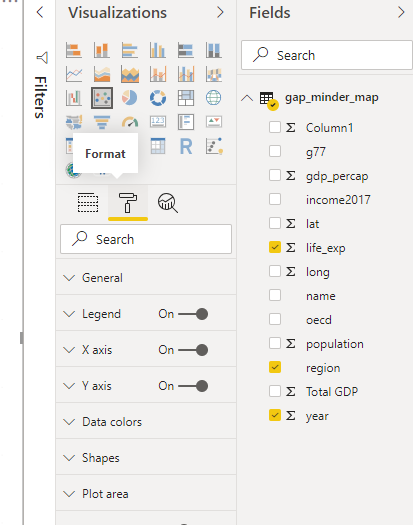 Visualizations
Fields
Filters
Search
gap_minder_map
123
R
Format
Column1
g77
gdp_percap
income2017
lat
life_exp
long
name
oecd
population
region
Total GDP
year
Search
General
Legend On
X axis On
Y axis On
Data colors
Shapes
Plot area